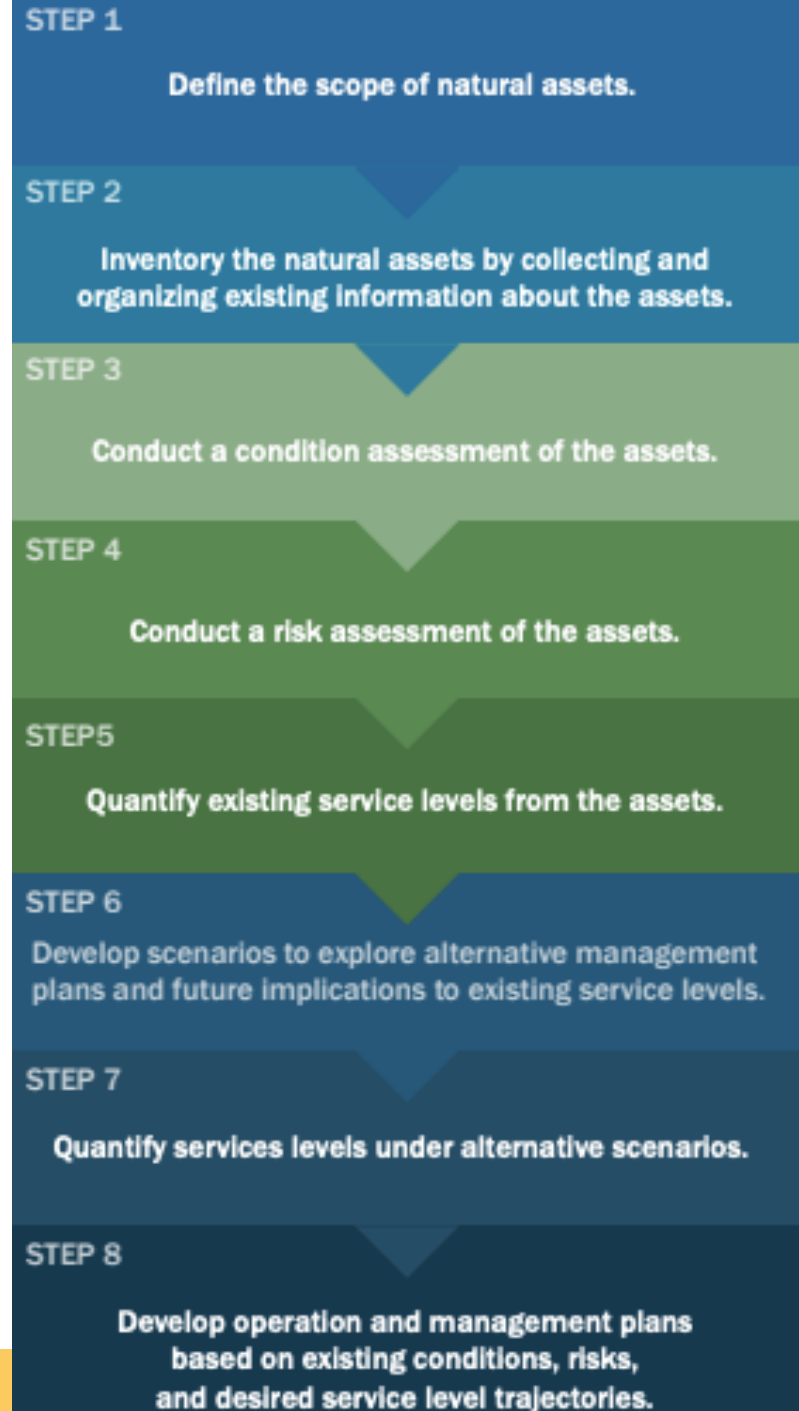 STEP 1
Define the scope of natural assets.
STEP 2
Inventory the natural assets by collecting and
organizing existing information about the assets.
STEP 3
Conduct a condition assessment of the assets.
STEP 4
Conduct a risk assessment of the assets.
STEP5
Quantify existing service levels from the assets.
STEP 6
Develop scenarios to explore alternative management
plans and future implications to existing service levels.
STEP 7
Quantify services levels under alternative scenarios.
STEP 8
Develop operation and management plans
based on existing conditions, risks,
and desired service level trajectories.